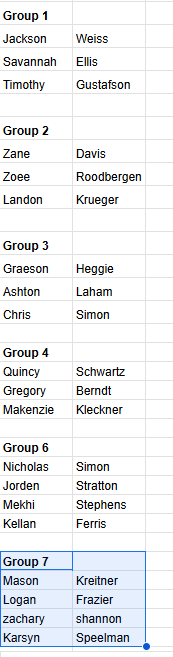 Group 1
Jackson Weiss
Savannah Ellis
Timothy Gustafson
Group 2
Zane Davis
Zoee Roodbergen
Landon Krueger
Group 3
Graeson Heggie
Ashton Laham
Chris Simon
Group 4
Quincy Schwartz
Gregory Berndt
Makenzie Kleckner
Group 6
Nicholas Simon
Jorden Stratton
Mekhi Stephens
Kellan Ferris
Group 7
Mason Kreitner
Logan Frazier
zachary shannon
Karsyn Speelman